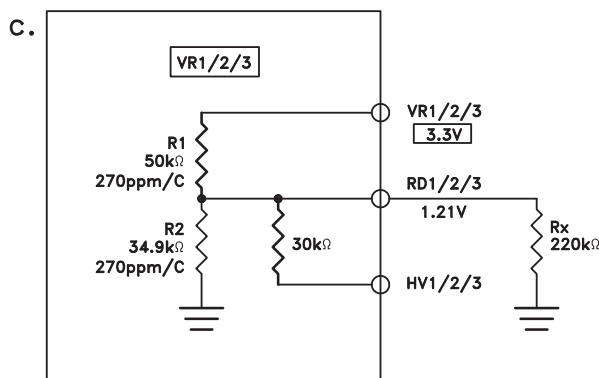 C.
VR1/2/3
VR1/2/3
3.3V
R1
50kΩ
270ppm/C
RD1/2/3
1.21V
R2
34.9kΩ
270ppm/C
30kΩ
Rx
220kΩ
HV1/2/3